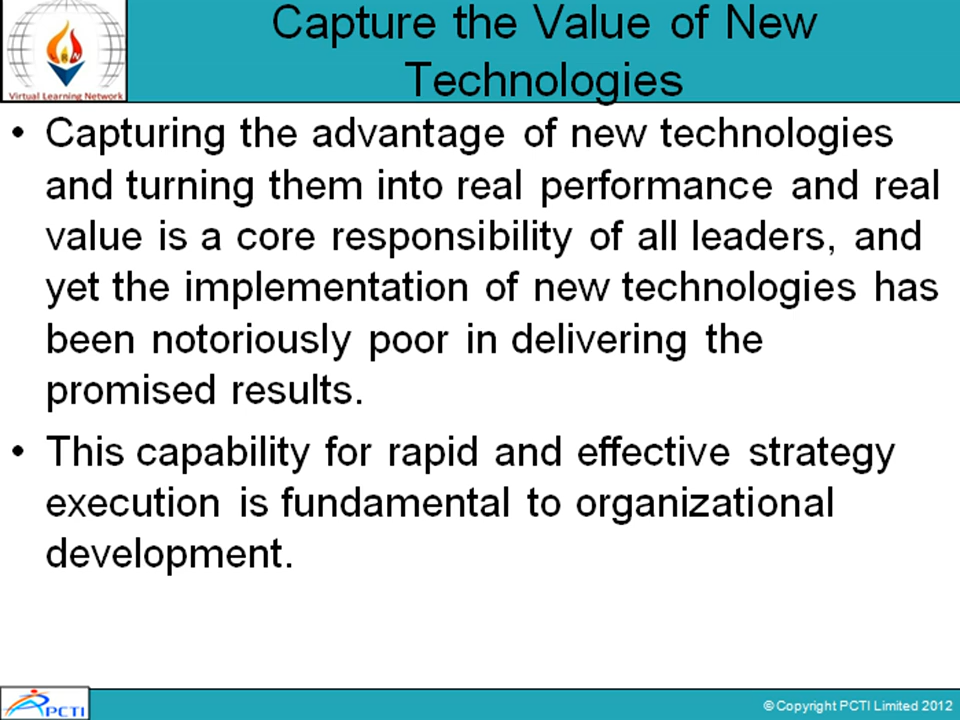 Capture the Value of New
Technologies
Virtual Learning Network
• Capturing the advantage of new technologies
and turning them into real performance and real
value is a core responsibility of all leaders, and
yet the implementation of new technologies has
been notoriously poor in delivering the
promised results.
• This capability for rapid and effective strategy
execution is fundamental to organizational
development.
PCTI
© Copyright PCTI Limited 2012